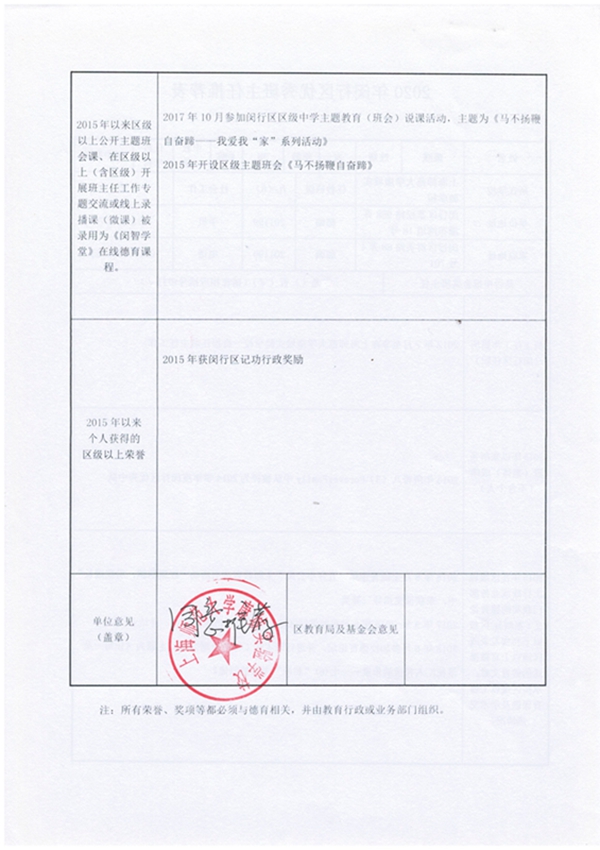 2015年以来区级
以上公开主题班
会课、在区级以
上（含区级）开
展班主任工作专
题交流或线上录
播课（微课）被
录用为《闵智学
堂》在线德育课
程。
2017年10月参加闵行区区级中学主题教育（班会）说课活动，主题为《马不扬鞭
自奋蹄——我爱我“家”系列活动》
2015年开设区级主题班会《马不扬鞭自奋蹄》
2015年以来
个人获得的
区级以上荣誉
2015年获闵行区记功行政奖励
单位意见
（盖章）
区教育局及基金会意见
注：所有荣誉、奖项等都必须与德育相关，并由教育行政或业务部门组织。